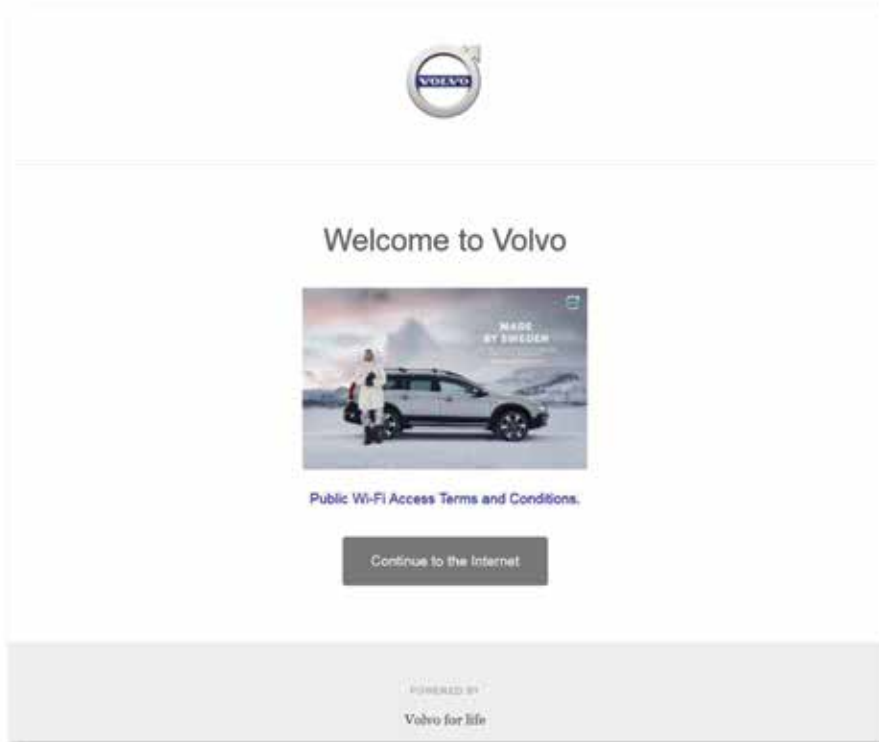 VOLVO
Welcome to Volvo
MADE
BY SWEDEN
Public Wi-Fi Access Terms and Conditions.
Continue to the Internet
POWERED BY
Volvo for life